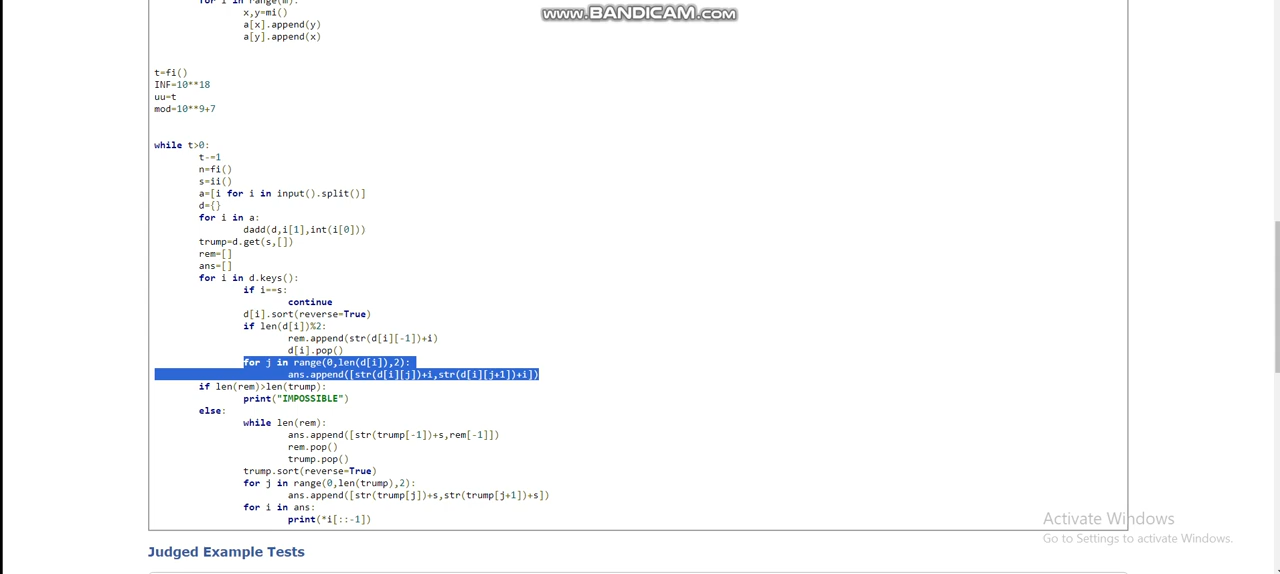 for i in range(m):
www.BANDICAM.com
x,y=mi()
a[x].append(y)
a[y].append(x)
t=fi()
INF=10**18
uu=t
mod=10**9+7
while t>0:
t-=1
n=fi()
s=ii()
a=[i for i in input().split()]
d={}
for i in a:
dadd(d,i[1],int(i[0]))
trump=d.get(s,[])
rem=[]
ans=[]
for i in d.keys():
if i==s:
continue
d[i].sort(reverse=True)
if len(d[i])%2:
rem.append(str(d[i][-1])+i)
d[i].pop()
for j in range(0,len(d[i]),2):
ans.append([str(d[i][j])+i,str(d[i][j+1])+i])
if len(rem)>len(trump):
print("IMPOSSIBLE")
else:
while len(rem):
ans.append([str(trump[-1])+s,rem[-1]])
rem.pop()
trump.pop()
trump.sort(reverse=True)
for j in range(0,len(trump),2):
ans.append([str(trump[j])+s,str(trump[j+1])+s])
for i in ans:
print(*i[::-1])
Activate Windows
Go to Settings to activate Windows.
Judged Example Tests